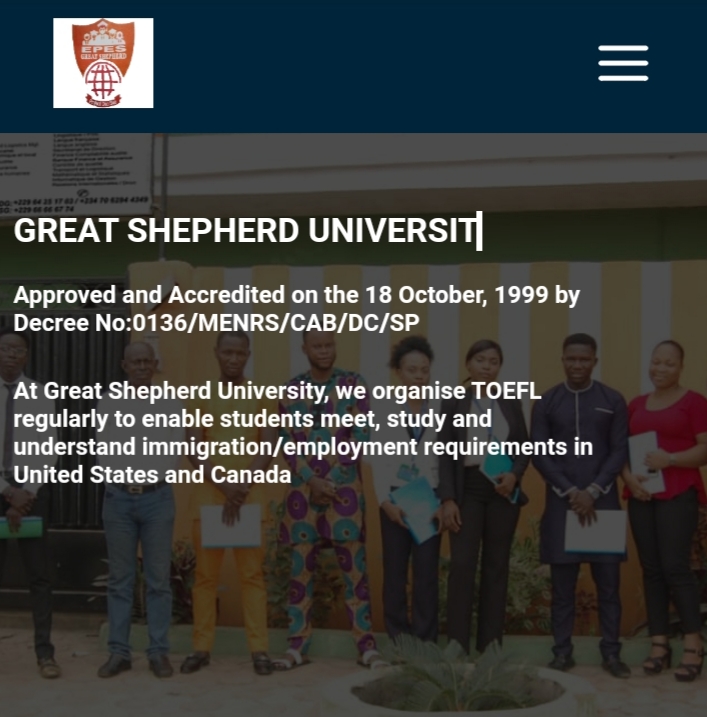 EPES
GREAT SHEPHERD
GREAT SHEPHERD UNIVERSIT
Approved and Accredited on the 18 October, 1999 by
Decree No:0136/MENRS/CAB/DC/SP
At Great Shepherd University, we organise TOEFL
regularly to enable students meet, study and
understand immigration/employment requirements in
United States and Canada